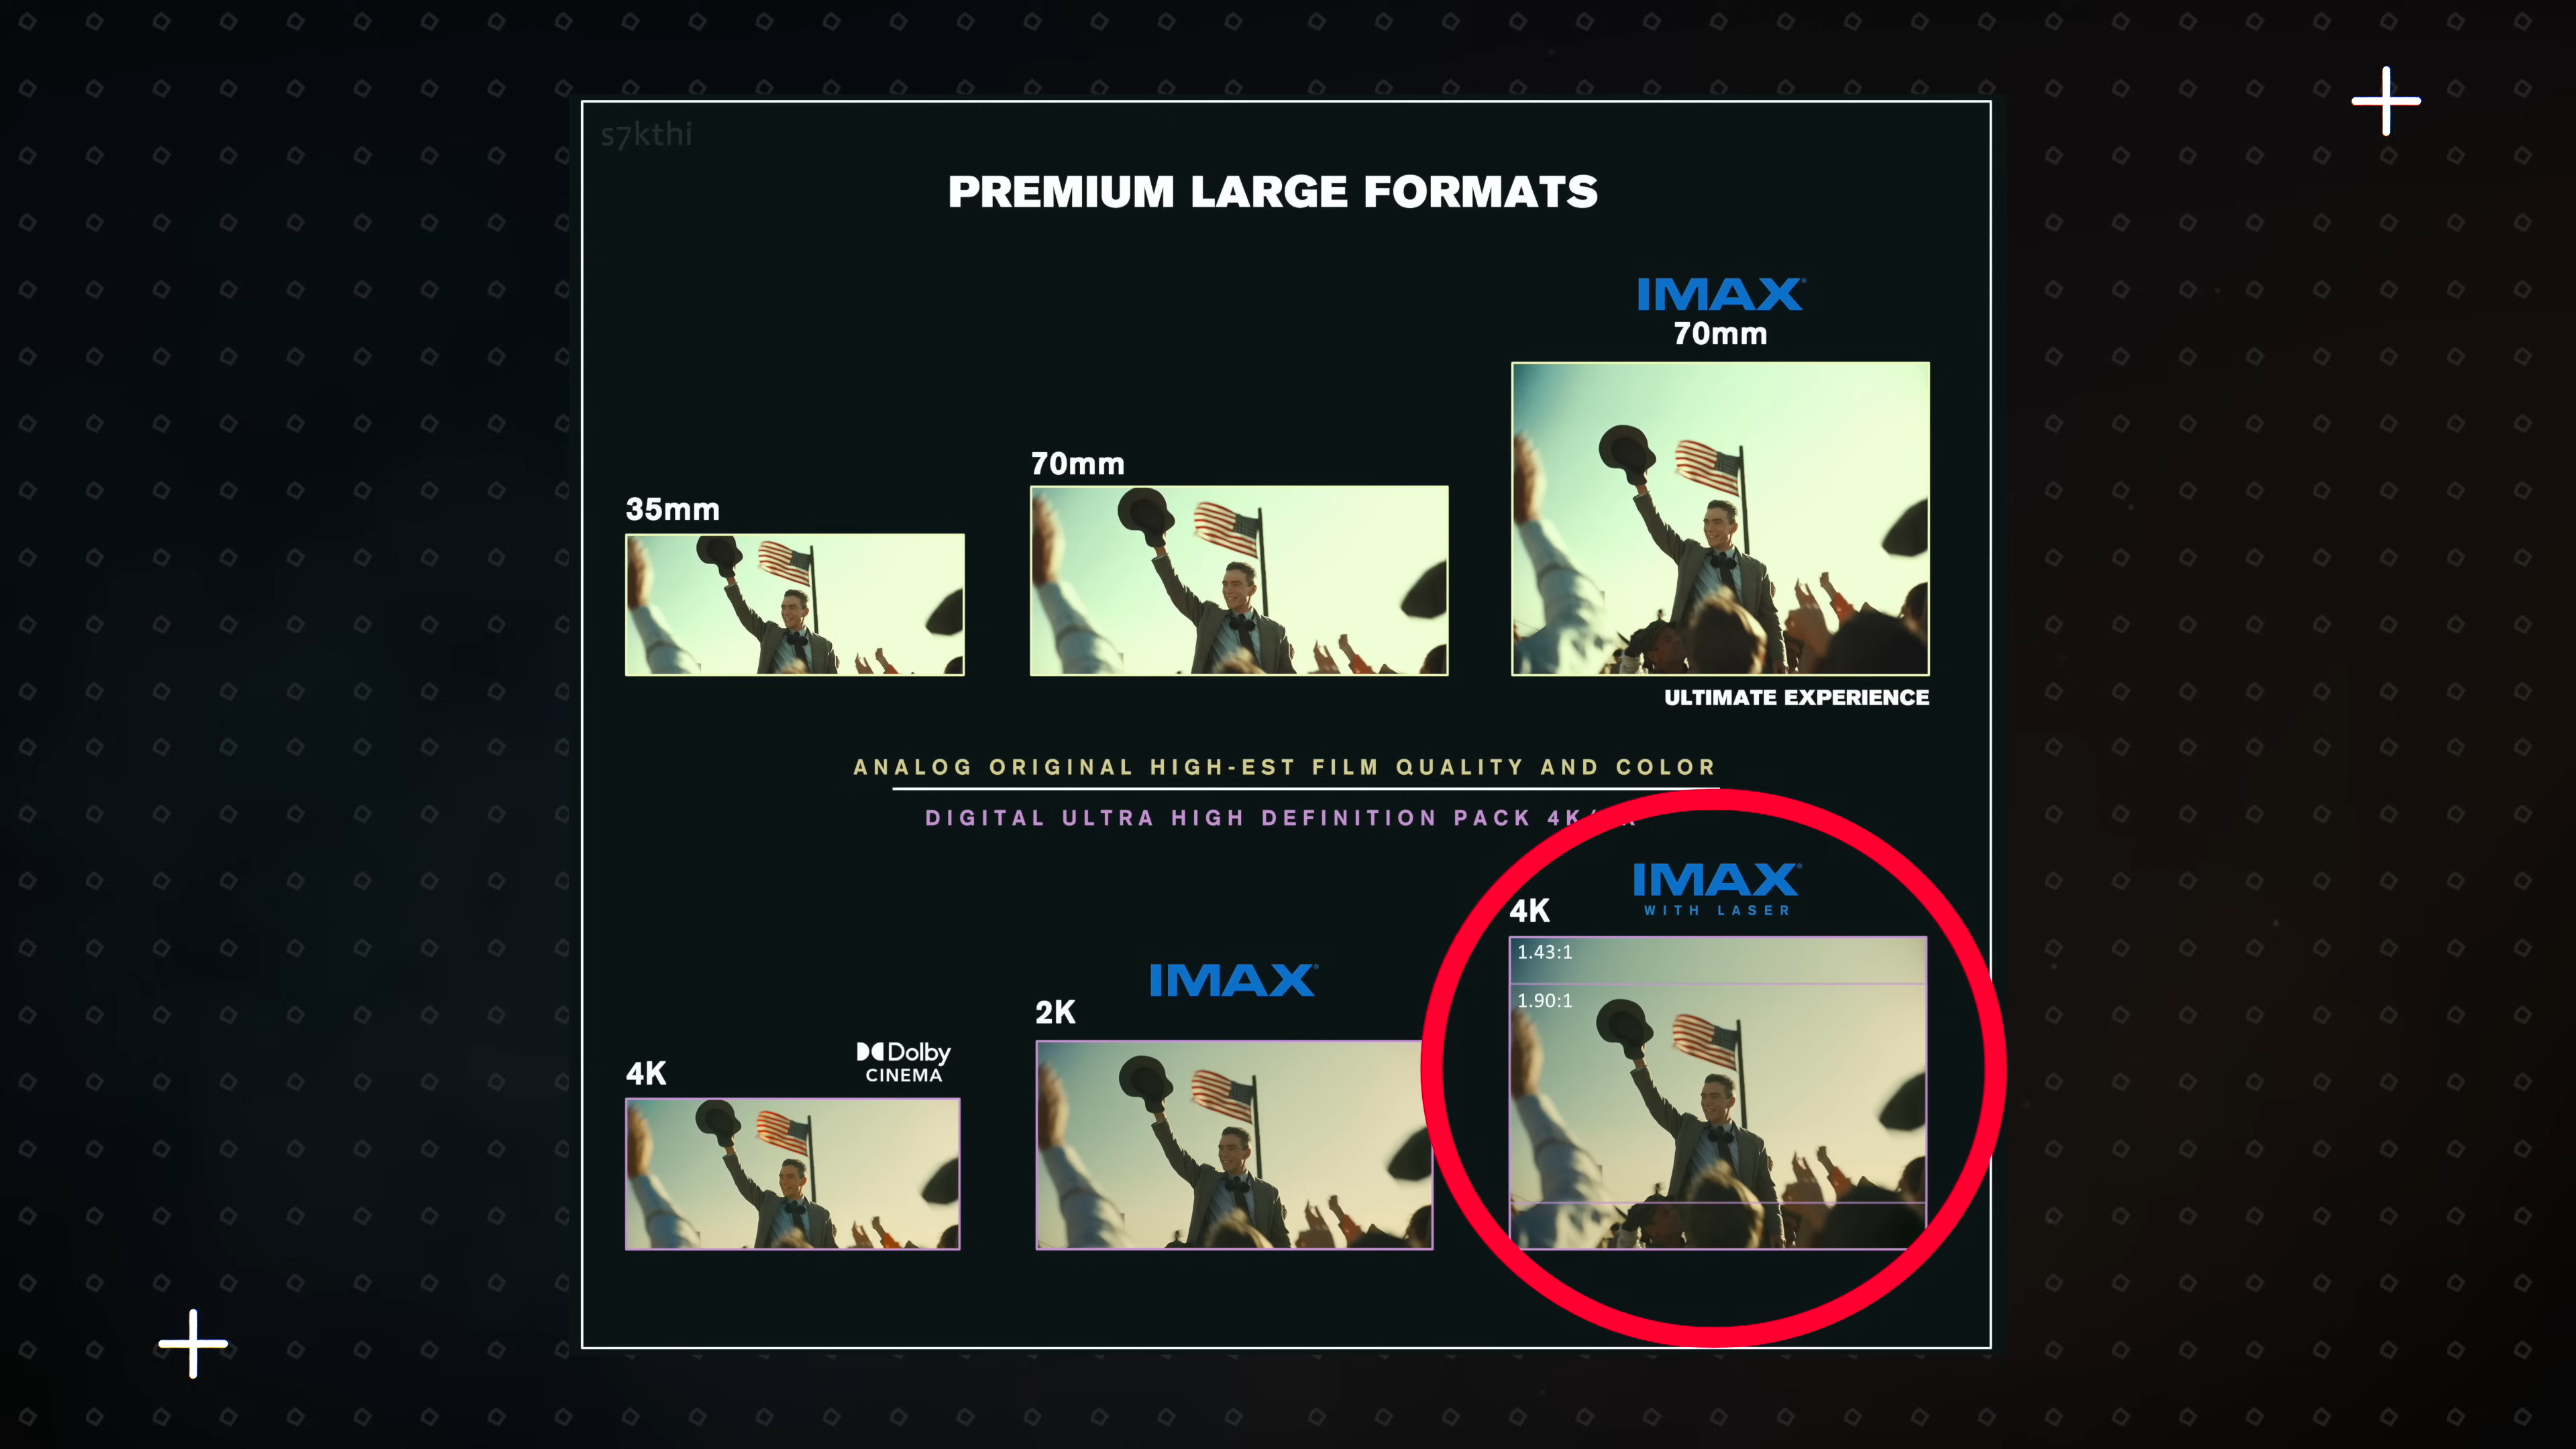 s7kthi
PREMIUM LARGE FORMATS
IMAX
70mm
70mm
35mm
ULTIMATE EXPERIENCE
ANALOG ORIGINAL HIGH-EST FILM QUALITY AND COLOR
DIGITAL ULTRA HIGH DEFINITION PACK
IMAX
WITH LASER
4K
1.43:1
1.90:1
IMAX
2K
Dolby
CINEMA
4K